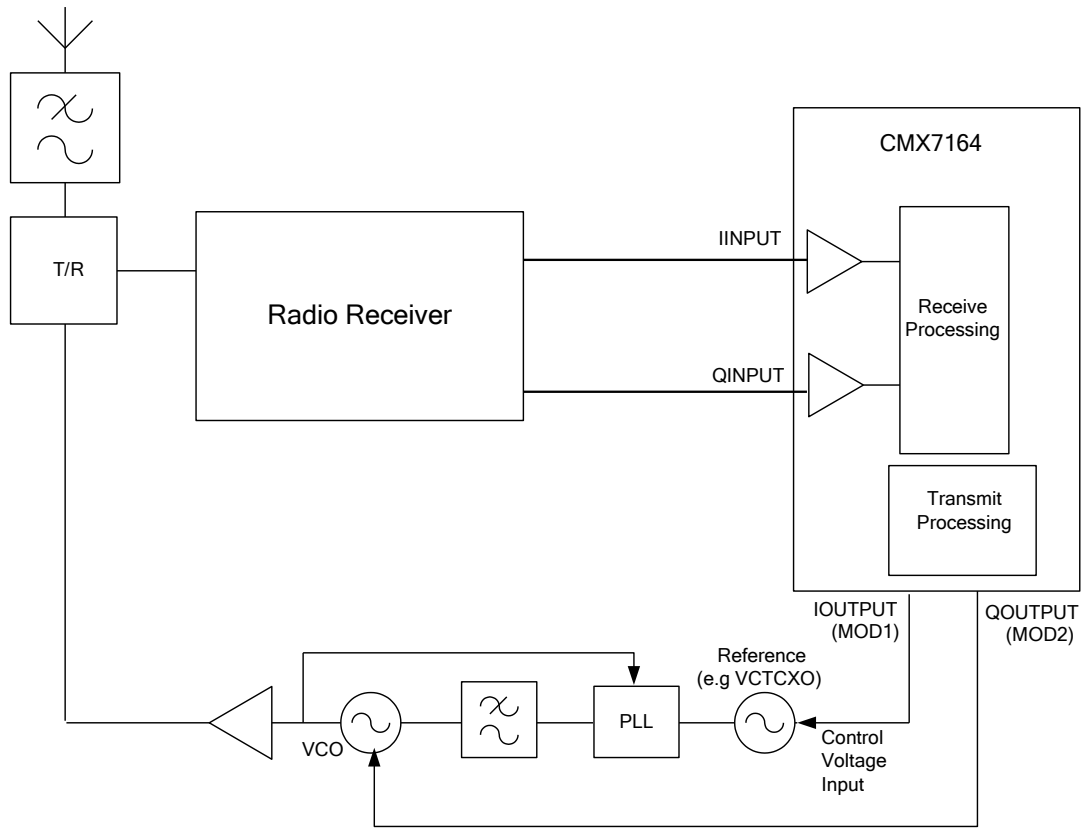 CMX7164
IINPUT
T/R
Radio Receiver
Receive
Processing
QINPUT
Transmit
Processing
IOUTPUT
(MOD1)
QOUTPUT
(MOD2)
Reference
(e.g VCTCXO)
PLL
VCO
Control
Voltage
Input